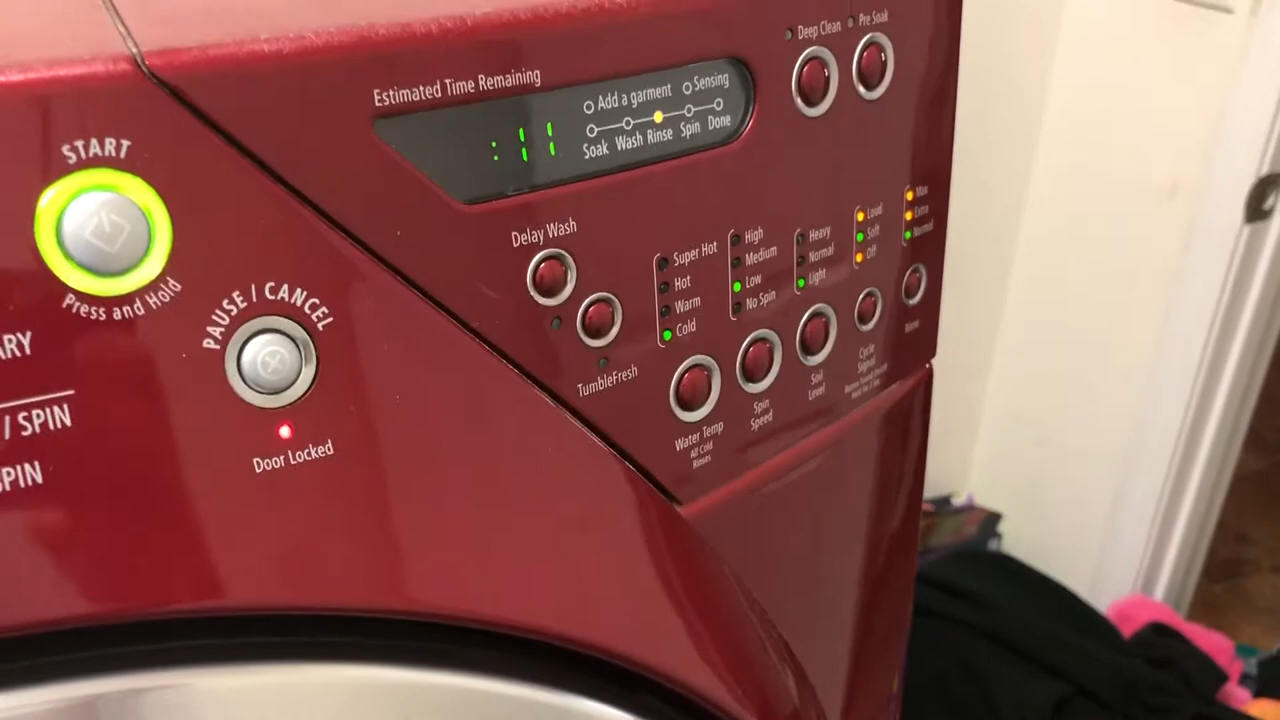 Deep Clean
Pre Soak
Estimated Time Remaining
Add a garment
Sensing
:11
Soak Wash Rinse Spin Done
START
Press and Hold
PAUSE / CANCEL
Door Locked
ARY
/ SPIN
SPIN
Delay Wash
TumbleFresh
Super Hot
Hot
Warm
Cold
Water Temp
All Cold
Rinses
High
Medium
Low
No Spin
Spin
Speed
Heavy
Normal
Light
Soil
Level
Loud
Soft
Off
Cycle
Signal
Max
Extra
Normal
Rinse